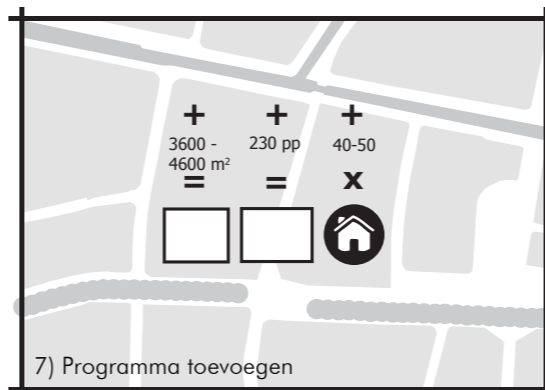 + + +
3600 - 230 pp 40-50
4600 m²
= = x
7) Programma toevoegen